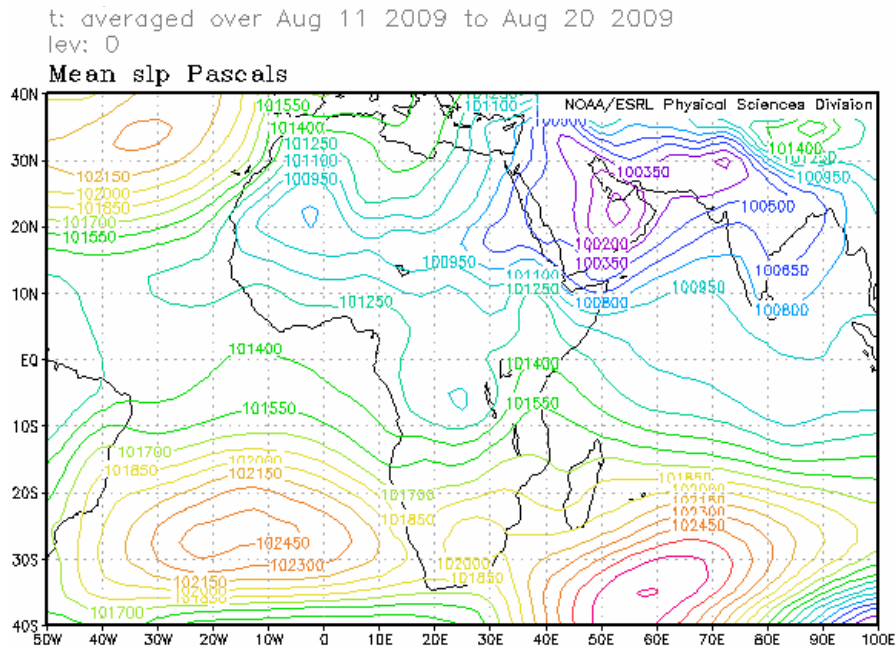 t: averaged over Aug 11 2009 to Aug 20 2009
lev: 0
Mean slp Pascals
NOAA/ESRL Physical Sciences Division
40N
101550
101100
101400
101250
101400
101250
30N
101100
100350
100950
102150
100950
102000
100500
101850
20N
101700
100200
101550
100350
100950
100650
101100
10N
101250
101250
100800
100950
100800
EQ
101400
101400
10S
101550
101550
101700
101850
102000
102150
20S
101700
101850
102000
102150
102300
102450
102450
30S
102300
102000
102150
101850
101700
40S
50W
40W
30W
20W
10W
0
10E
20E
30E
40E
50E
60E
70E
80E
90E
100E